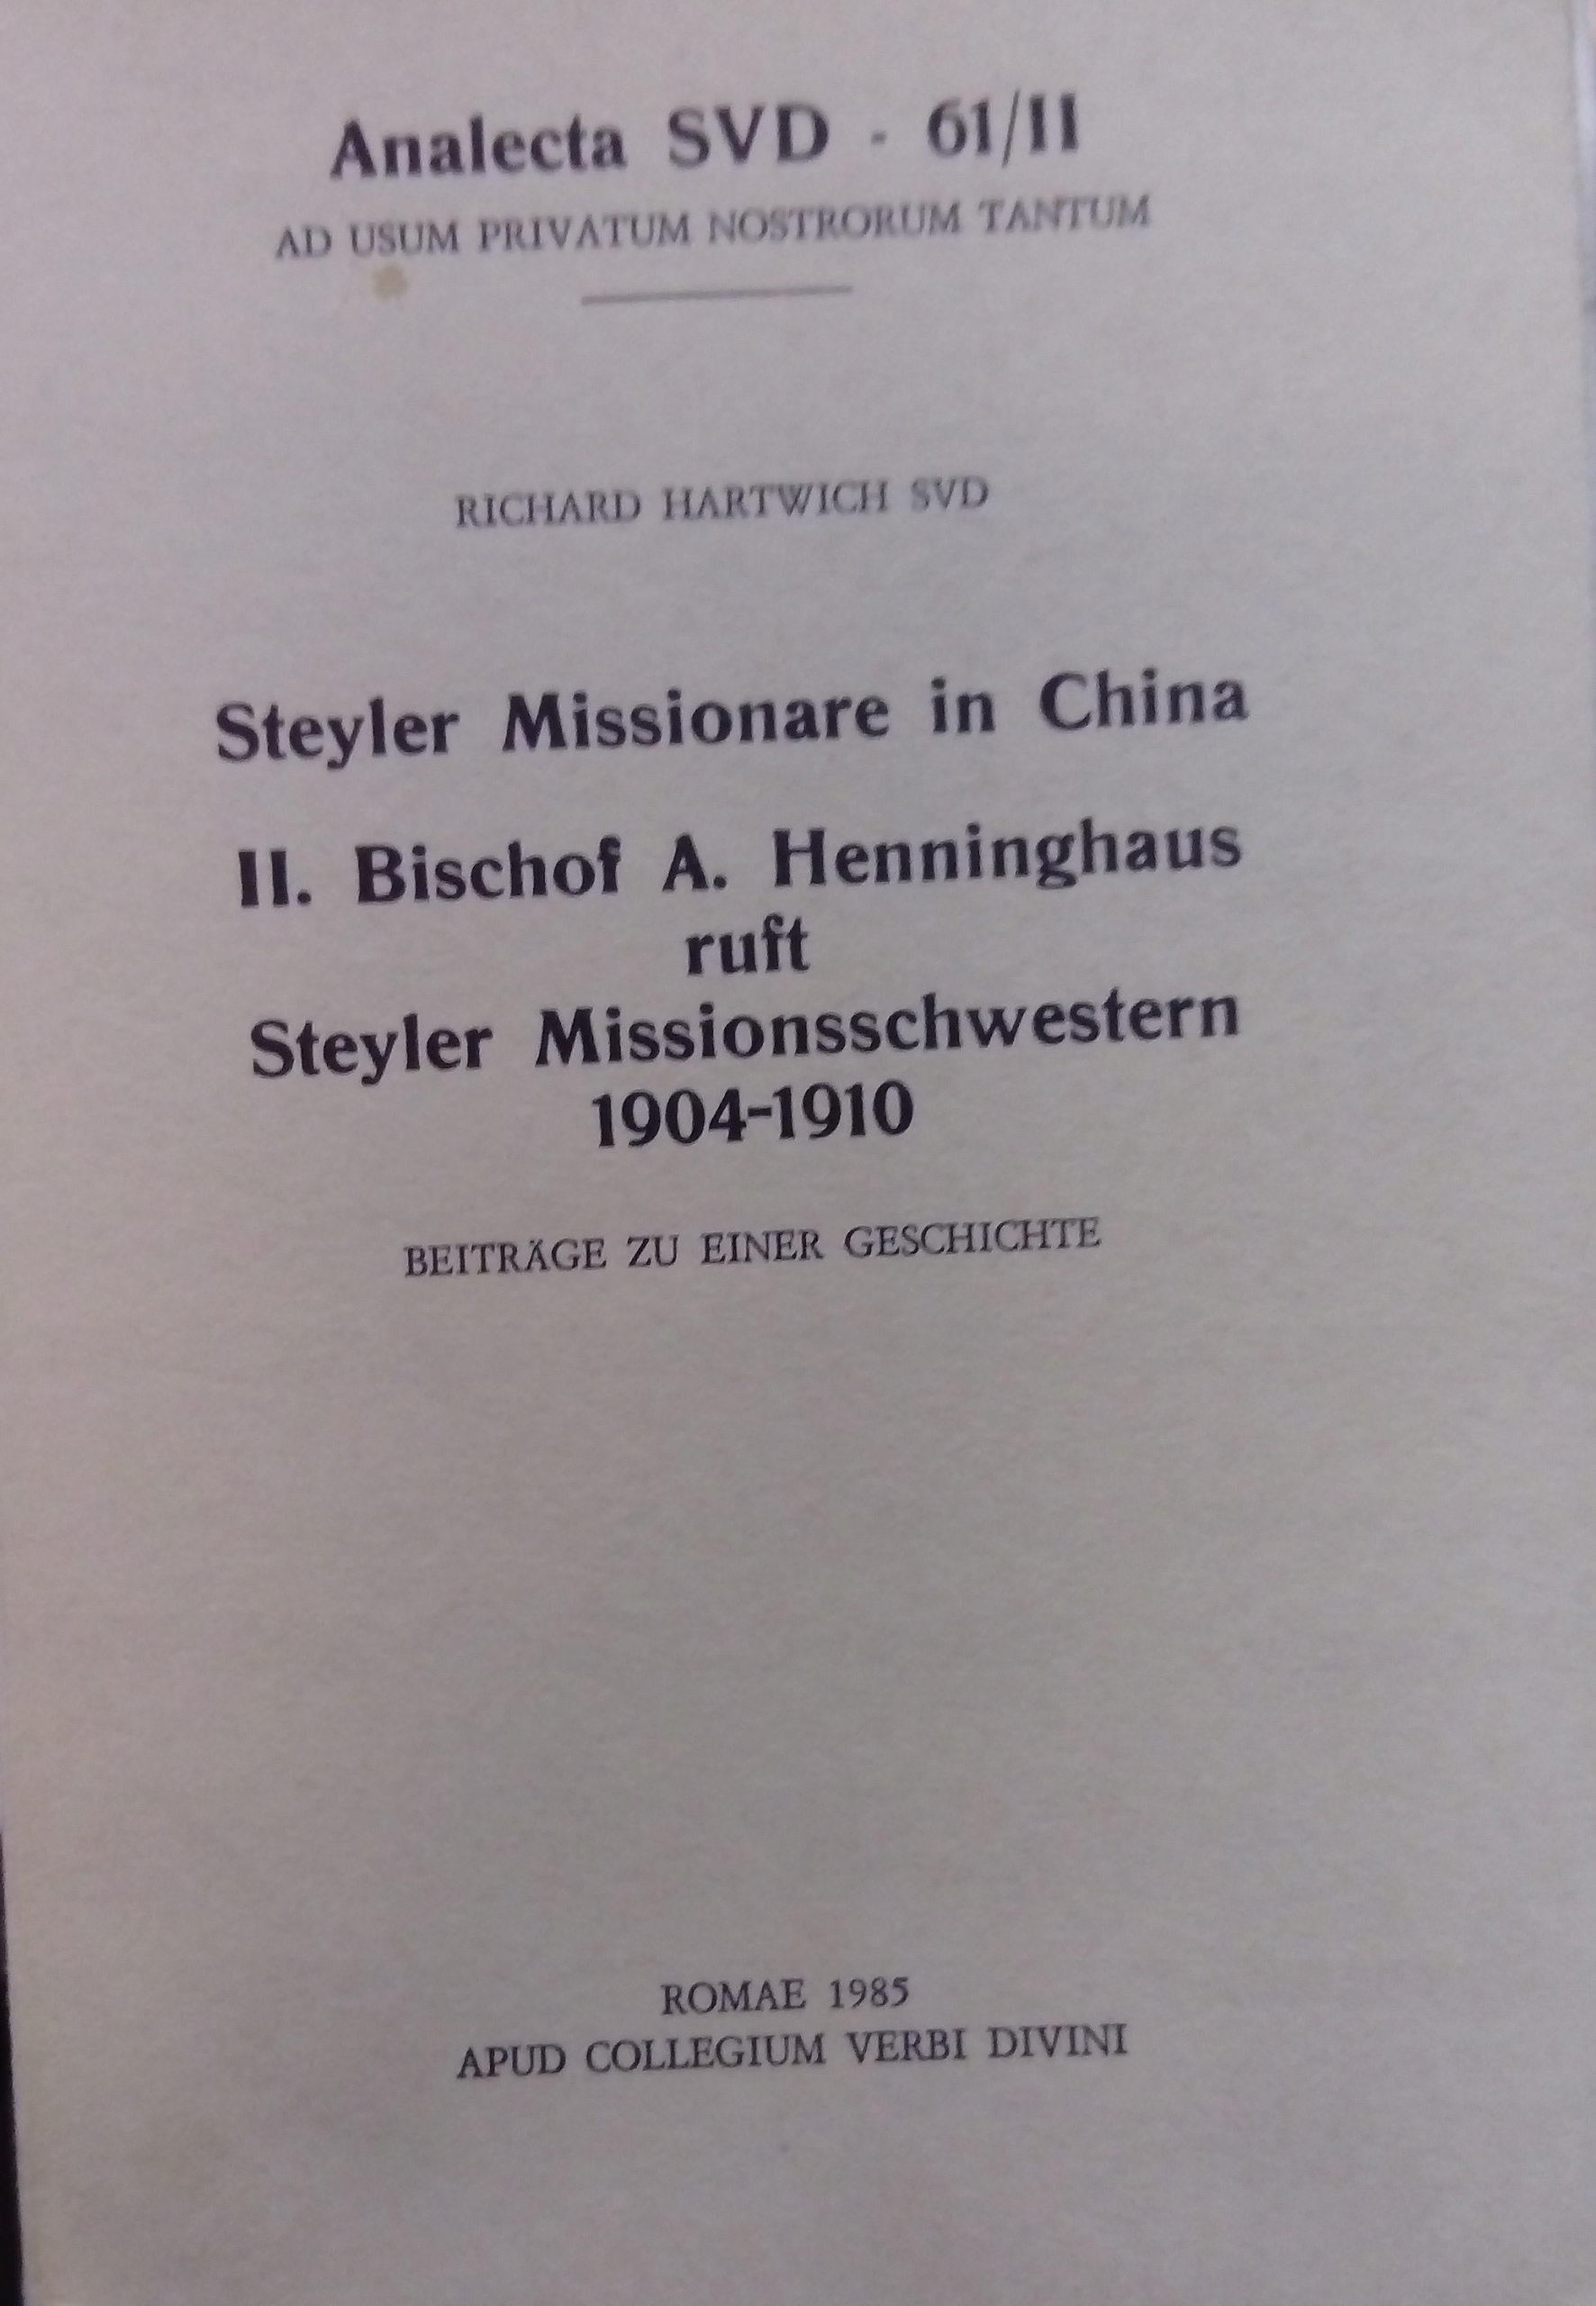 Analecta SVD - 61/II
AD USUM PRIVATUM NOSTRORUM TANTUM
RICHARD HARTWICH SVD
Steyler Missionare in China
II. Bischof A. Henninghaus
ruft
Steyler Missionsschwestern
1904-1910
BEITRÄGE ZU EINER GESCHICHTE
ROMAE 1985
APUD COLLEGIUM VERBI DIVINI